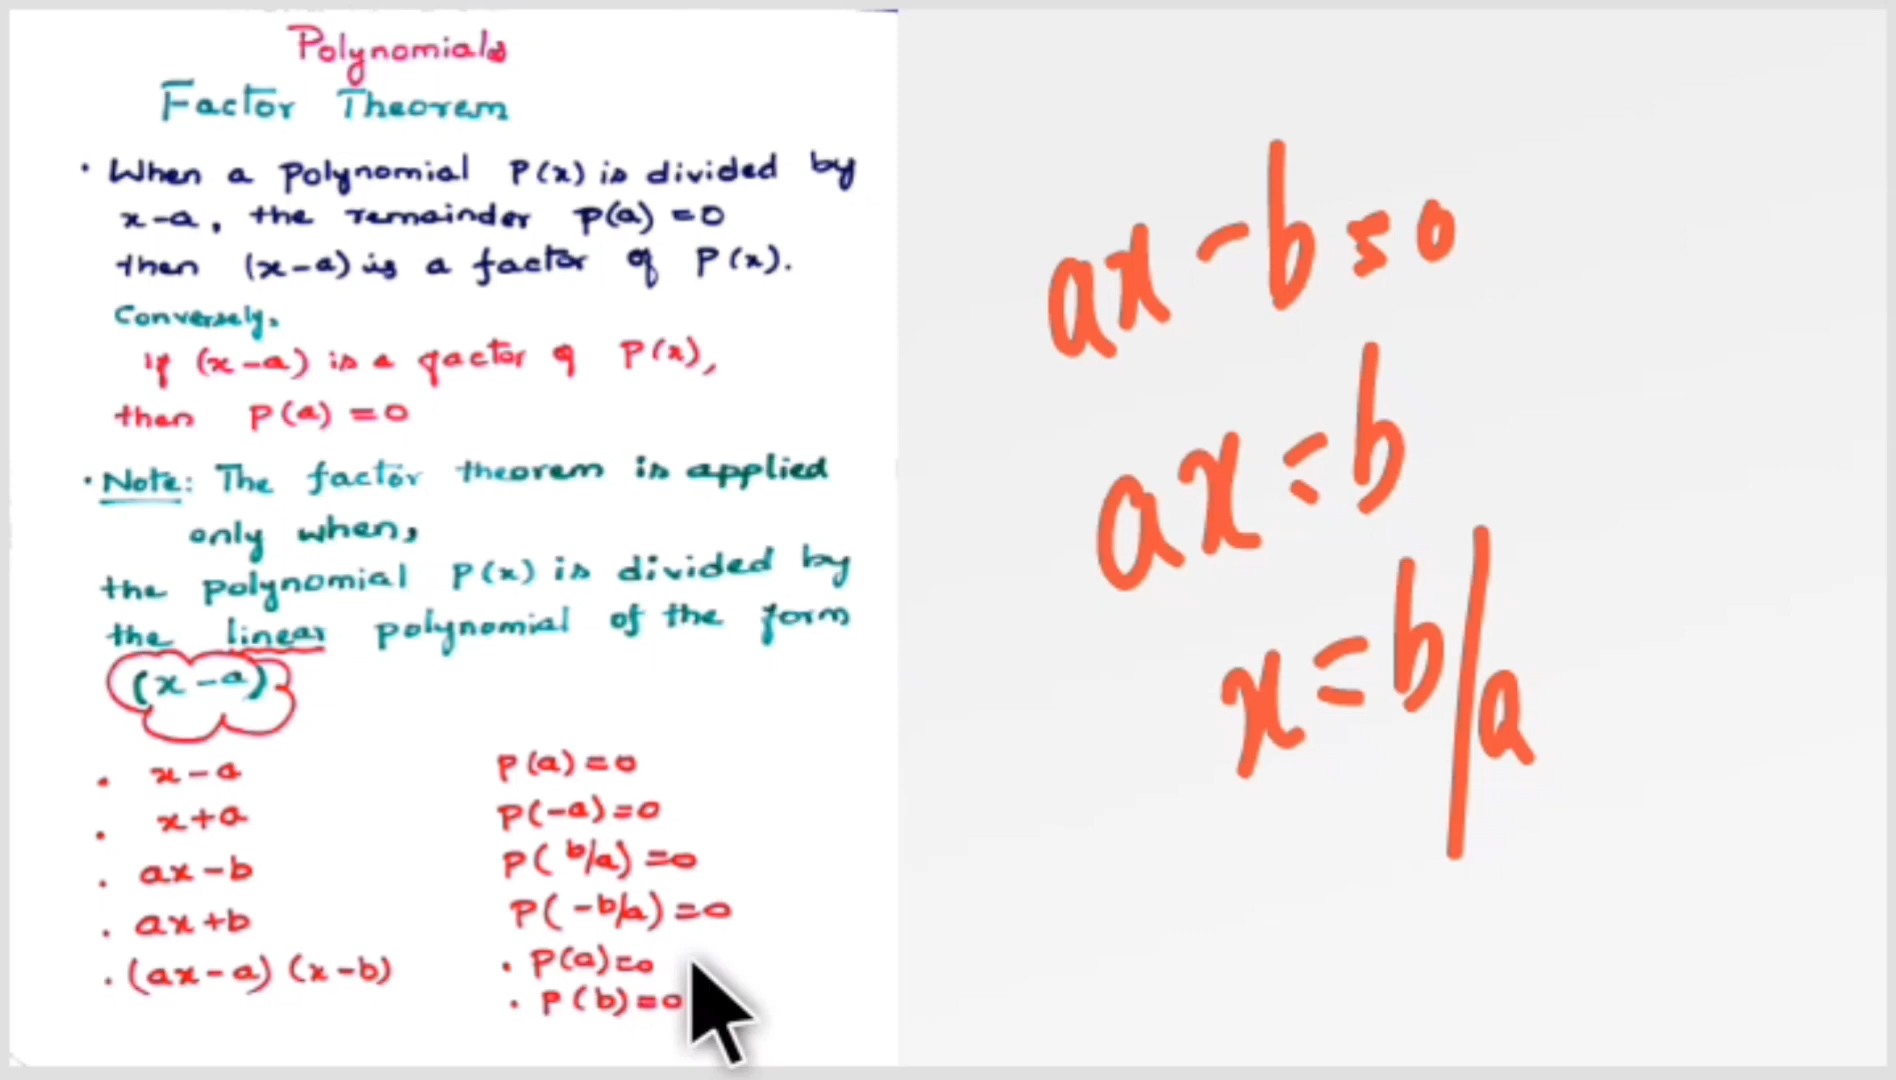 Polynomials
Factor Theorem
• When a polynomial P(x) is divided by
x-a, the remainder P(a) =0
then (x-a) is a factor of P(x).
Conversely,
if (x-a) is a factor of P(x),
then P(a) =0
• Note: The factor theorem is applied
only when,
the polynomial P(x) is divided by
the linear polynomial of the form
(x-a)
• x-a P(a)=0
• x+a P(-a)=0
• ax-b P(b/a)=0
• ax+b P(-b/a)=0
• (ax-a) (x-b) • P(a)=0
• P(b)=0
ax-b=0
ax=b
x=b/a